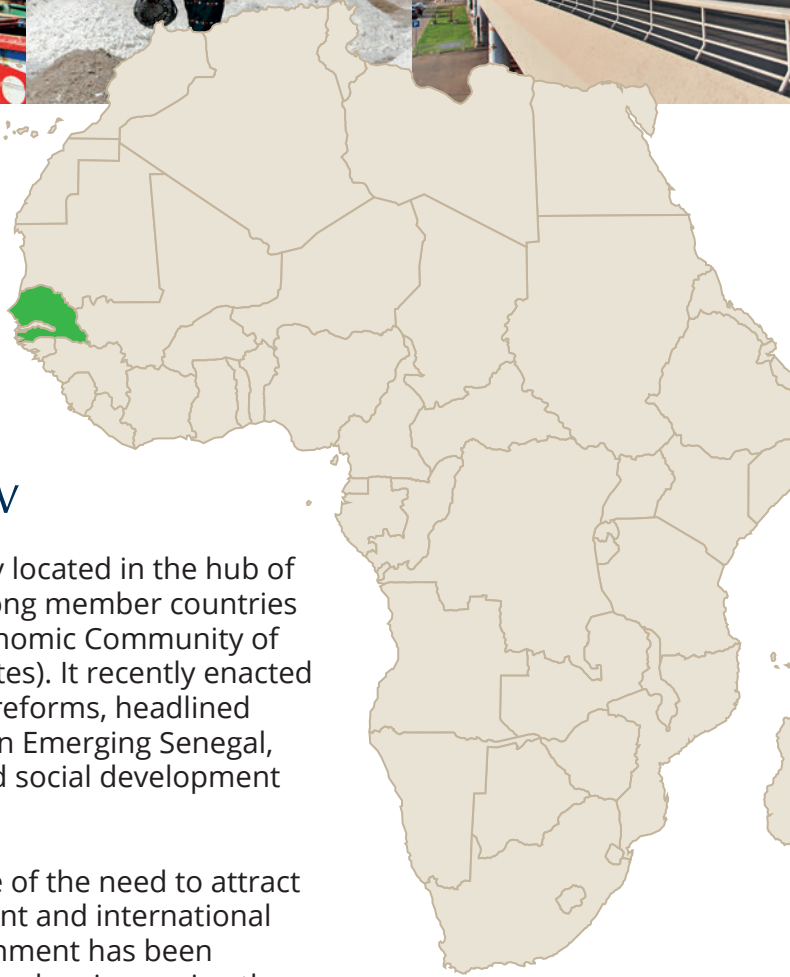 located in the hub of
member countries
Community of
It recently enacted
reforms, headlined
Emerging Senegal,
social development
of the need to attract
and international
has been